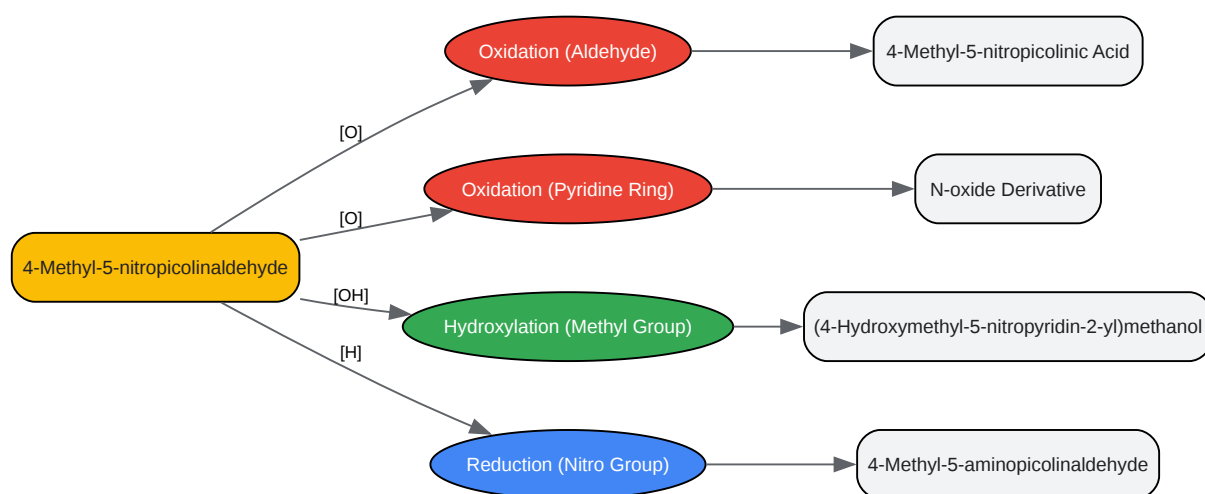 Oxidation (Aldehyde)
4-Methyl-5-nitropicolinic Acid
[O]
Oxidation (Pyridine Ring)
N-oxide Derivative
[O]
4-Methyl-5-nitropicolinaldehyde
[OH]
Hydroxylation (Methyl Group)
(4-Hydroxymethyl-5-nitropyridin-2-yl)methanol
[H]
Reduction (Nitro Group)
4-Methyl-5-aminopicolinaldehyde